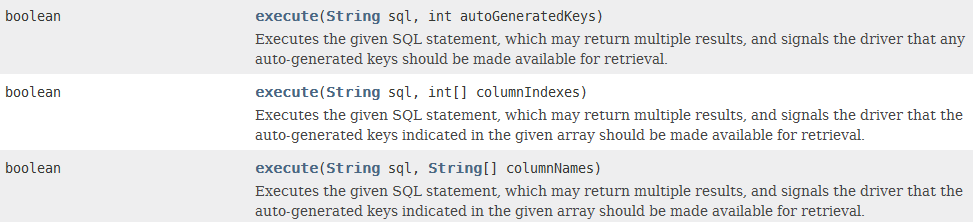 boolean execute(String sql, int autoGeneratedKeys)
Executes the given SQL statement, which may return multiple results, and signals the driver that any
auto-generated keys should be made available for retrieval.
boolean execute(String sql, int[] columnIndexes)
Executes the given SQL statement, which may return multiple results, and signals the driver that the
auto-generated keys indicated in the given array should be made available for retrieval.
boolean execute(String sql, String[] columnNames)
Executes the given SQL statement, which may return multiple results, and signals the driver that the
auto-generated keys indicated in the given array should be made available for retrieval.